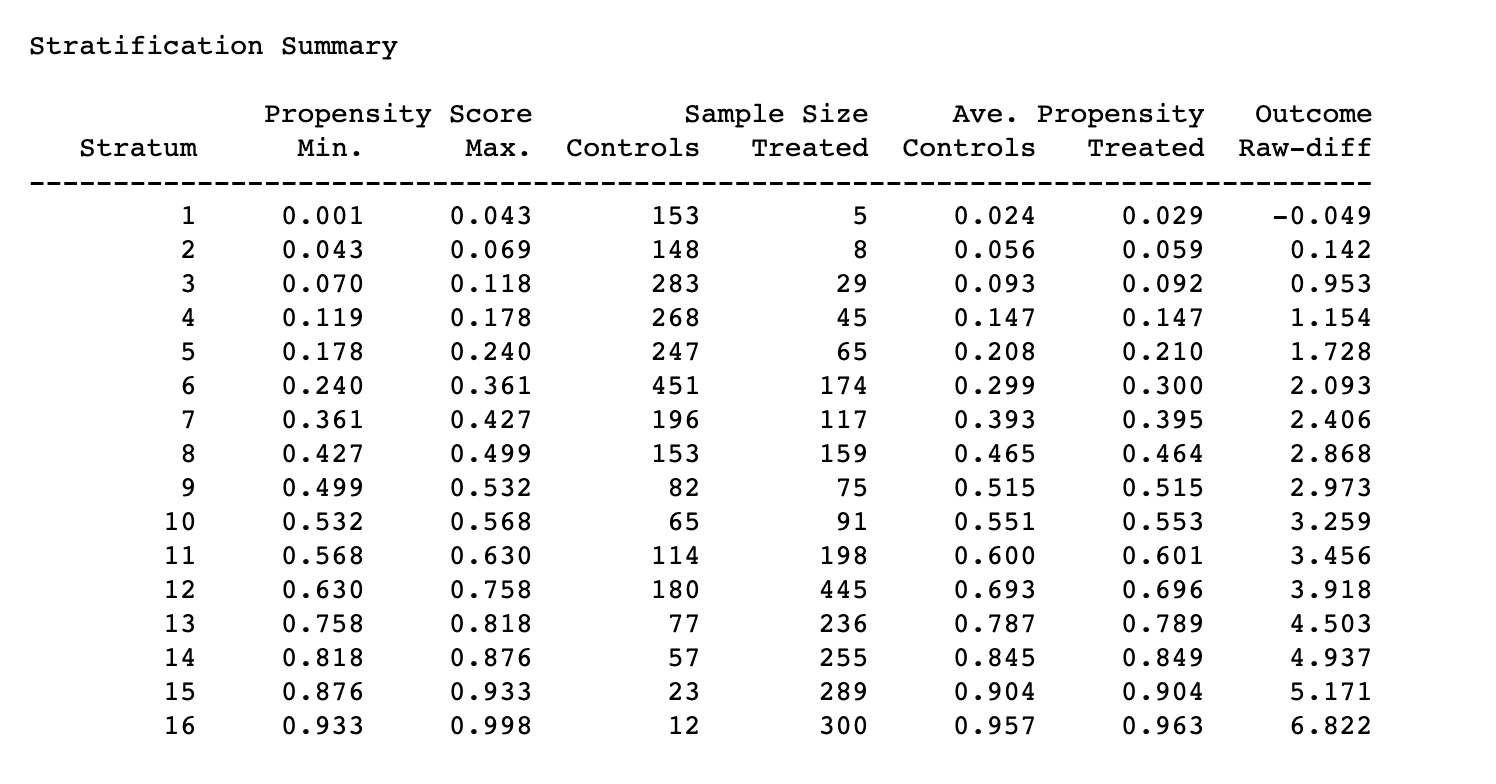 Stratification Summary
Propensity Score Sample Size Ave. Propensity Outcome
Stratum Min. Max. Controls Treated Controls Treated Raw-diff
--------------------------------------------------------------------------------
1 0.001 0.043 153 5 0.024 0.029 -0.049
2 0.043 0.069 148 8 0.056 0.059 0.142
3 0.070 0.118 283 29 0.093 0.092 0.953
4 0.119 0.178 268 45 0.147 0.147 1.154
5 0.178 0.240 247 65 0.208 0.210 1.728
6 0.240 0.361 451 174 0.299 0.300 2.093
7 0.361 0.427 196 117 0.393 0.395 2.406
8 0.427 0.499 153 159 0.465 0.464 2.868
9 0.499 0.532 82 75 0.515 0.515 2.973
10 0.532 0.568 65 91 0.551 0.553 3.259
11 0.568 0.630 114 198 0.600 0.601 3.456
12 0.630 0.758 180 445 0.693 0.696 3.918
13 0.758 0.818 77 236 0.787 0.789 4.503
14 0.818 0.876 57 255 0.845 0.849 4.937
15 0.876 0.933 23 289 0.904 0.904 5.171
16 0.933 0.998 12 300 0.957 0.963 6.822